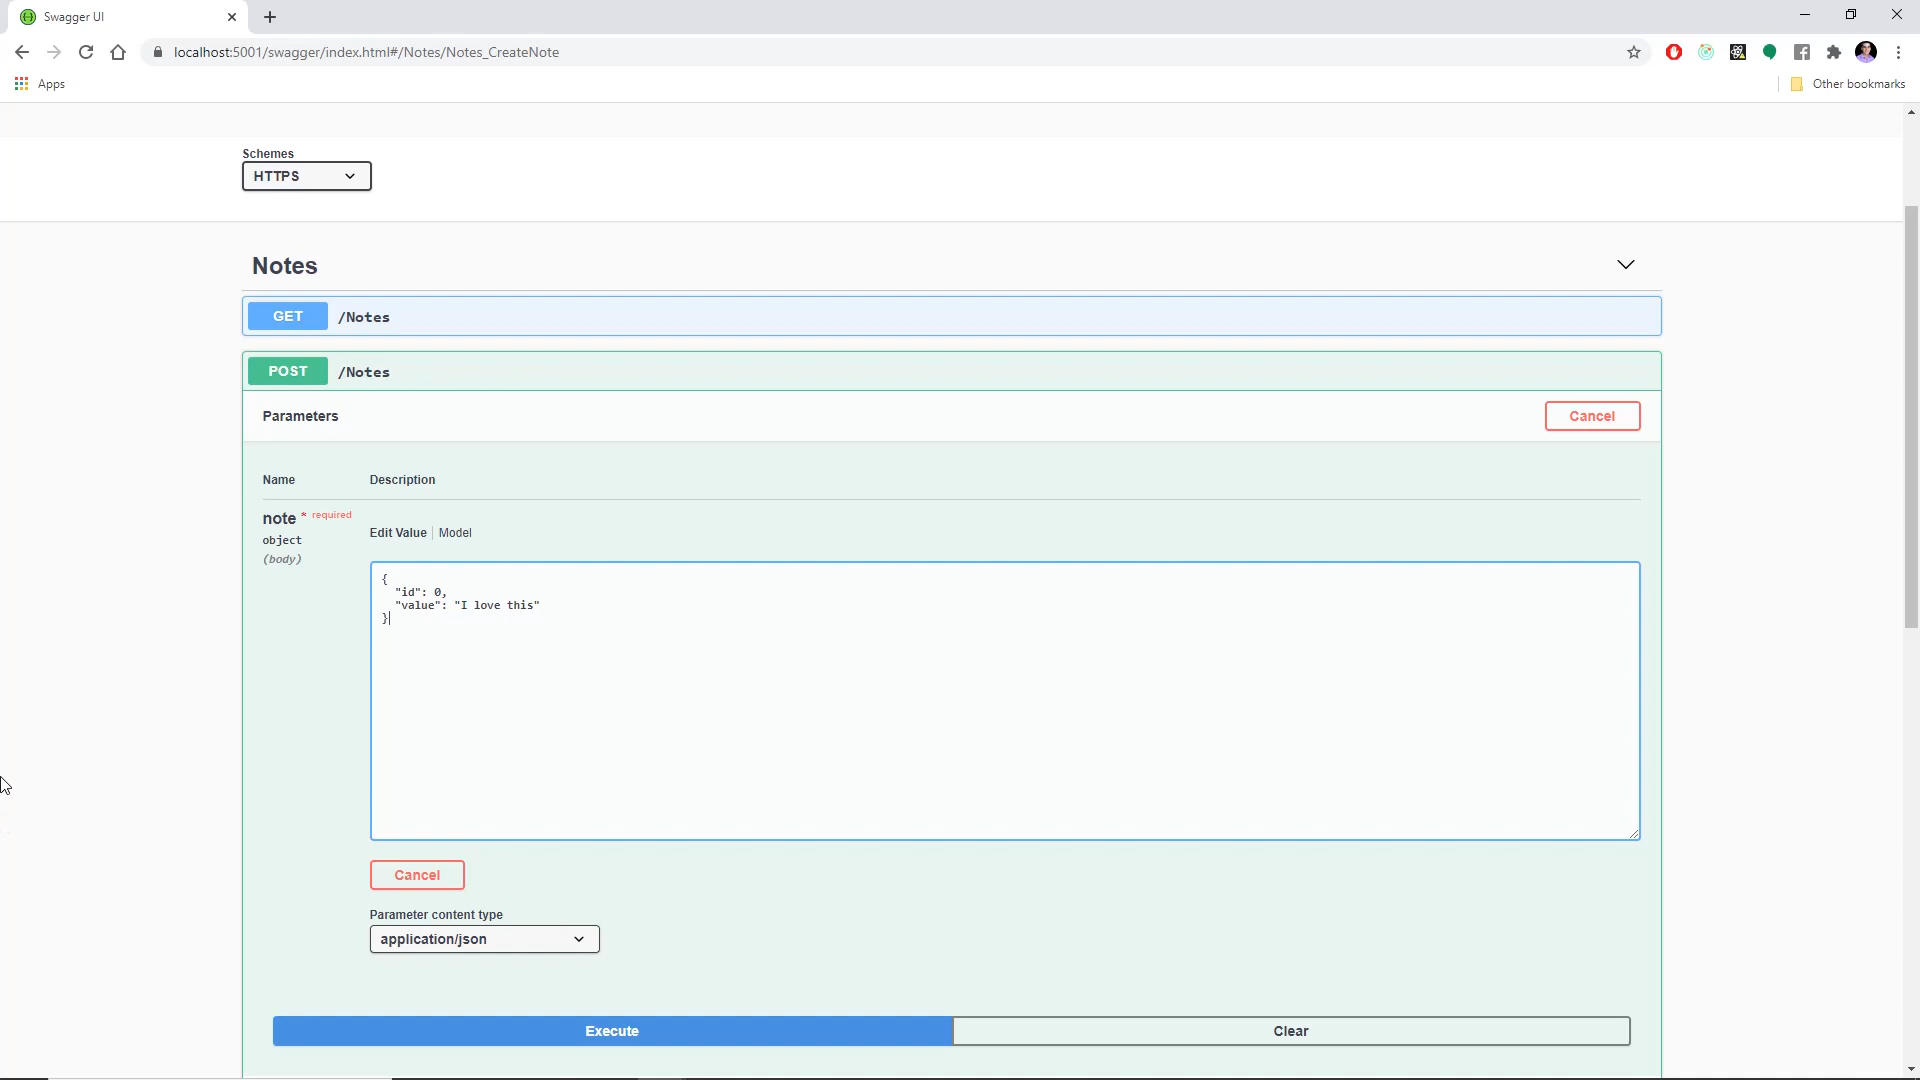 Swagger UI
localhost:5001/swagger/index.html#/Notes/Notes_CreateNote
Apps
Other bookmarks
Schemes
HTTPS
Notes
GET /Notes
POST /Notes
Parameters
Cancel
Name Description
note * required
object
(body)
Edit Value Model
{
"id": 0,
"value": "I love this"
}
Cancel
Parameter content type
application/json
Execute
Clear